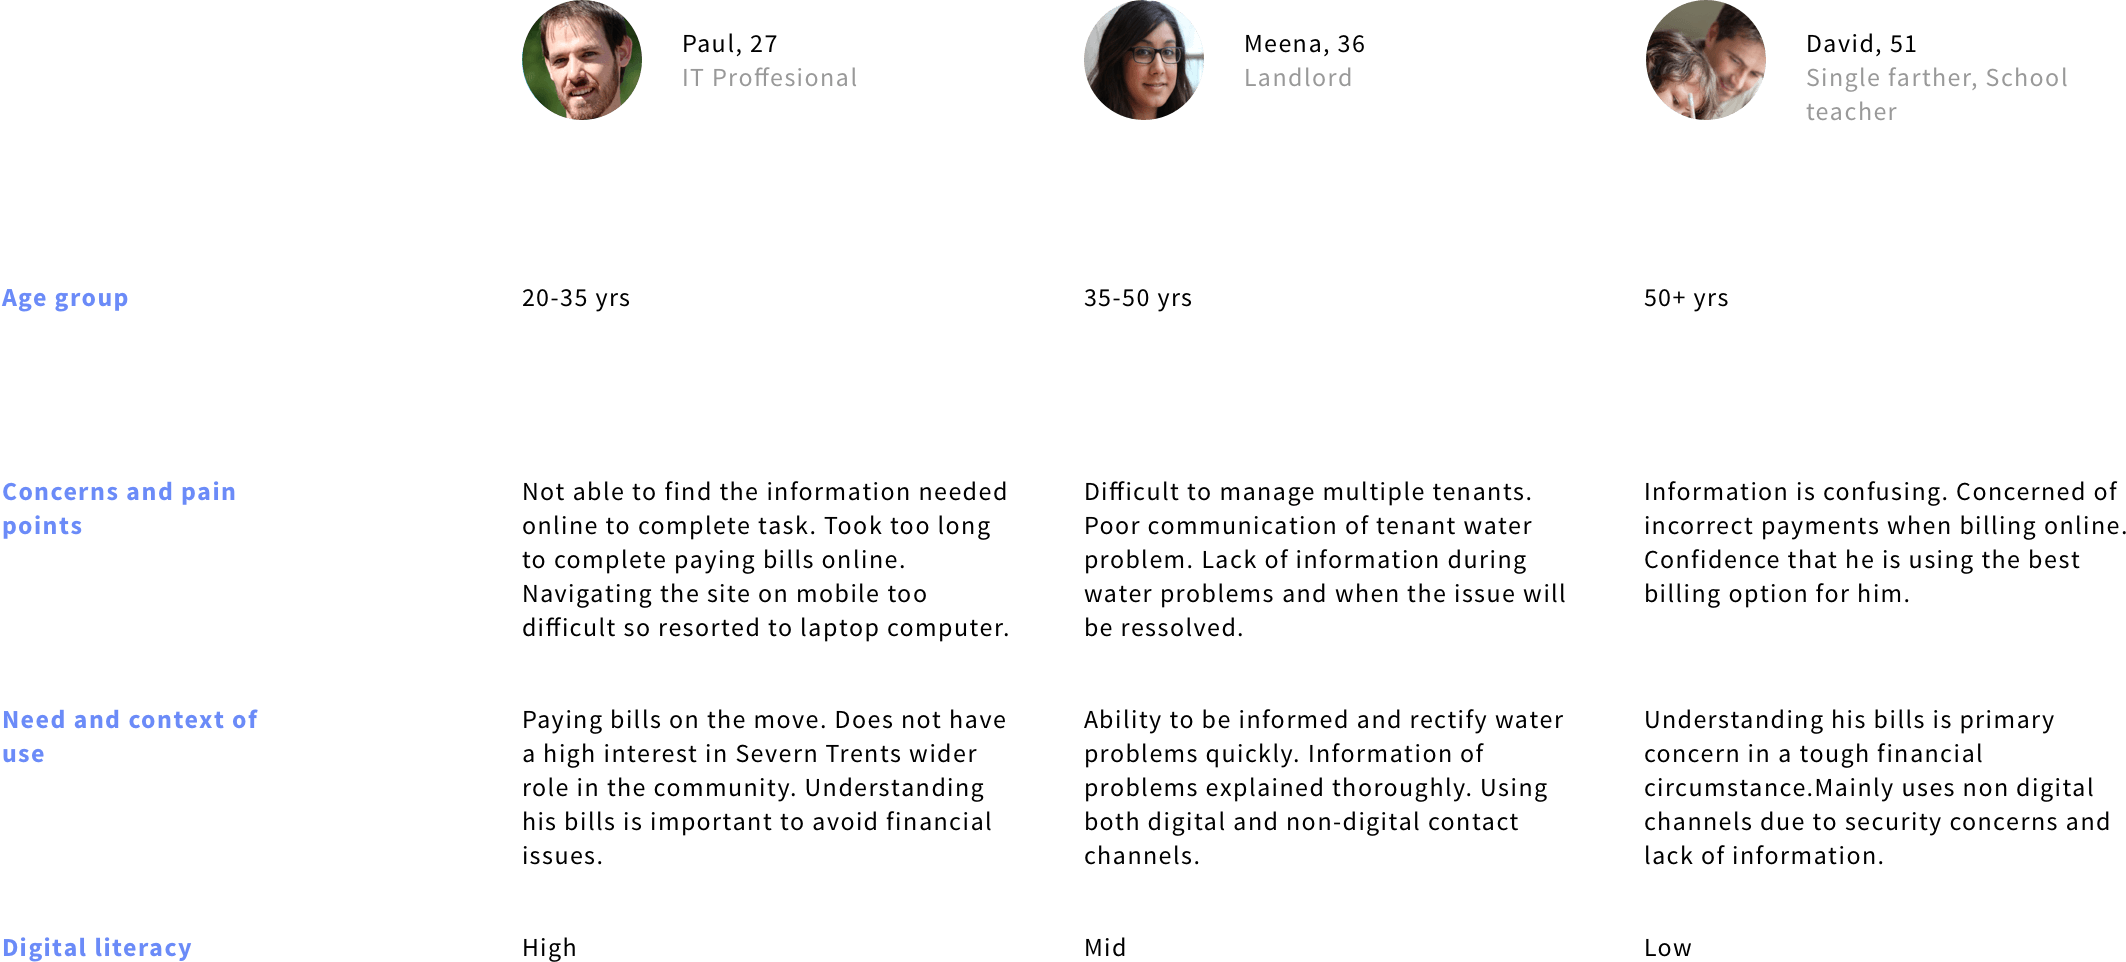 Paul, 27
IT Proffesional
Meena, 36
Landlord
David, 51
Single farther, School
teacher
Age group
20-35 yrs
35-50 yrs
50+ yrs
Concerns and pain
points
Not able to find the information needed
online to complete task. Took too long
to complete paying bills online.
Navigating the site on mobile too
difficult so resorted to laptop computer.
Difficult to manage multiple tenants.
Poor communication of tenant water
problem. Lack of information during
water problems and when the issue will
be ressolved.
Information is confusing. Concerned of
incorrect payments when billing online.
Confidence that he is using the best
billing option for him.
Need and context of
use
Paying bills on the move. Does not have
a high interest in Severn Trents wider
role in the community. Understanding
his bills is important to avoid financial
issues.
Ability to be informed and rectify water
problems quickly. Information of
problems explained thoroughly. Using
both digital and non-digital contact
channels.
Understanding his bills is primary
concern in a tough financial
circumstance.Mainly uses non digital
channels due to security concerns and
lack of information.
Digital literacy
High
Mid
Low